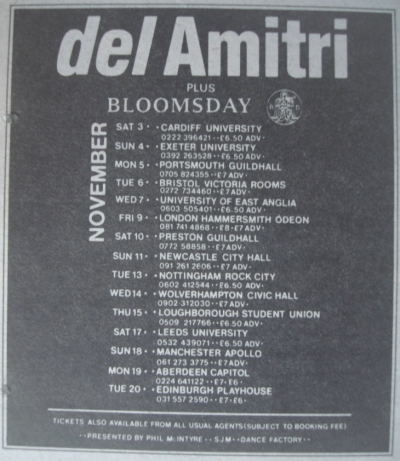 del Amitri
PLUS
BLOOMSDAY
NOVEMBER
SAT 3 · · CARDIFF UNIVERSITY
0222 396421 · · £6.50 ADV ·
SUN 4 · · EXETER UNIVERSITY
0392 263528 · · £6.50 ADV ·
MON 5 · · PORTSMOUTH GUILDHALL
0705 824355 · · £7 ADV ·
TUE 6 · · BRISTOL VICTORIA ROOMS
0272 734460 · · £7 ADV ·
WED 7 · · UNIVERSITY OF EAST ANGLIA
0603 505401 · · £6.50 ADV ·
FRI 9 · · LONDON HAMMERSMITH ODEON
081 741 4868 · · £8 · £7 ADV ·
SAT 10 · · PRESTON GUILDHALL
0772 58858 · · £7 ADV ·
SUN 11 · · NEWCASTLE CITY HALL
091 261 2606 · · £7 ADV ·
TUE 13 · · NOTTINGHAM ROCK CITY
0602 412544 · · £6.50 ADV ·
WED 14 · · WOLVERHAMPTON CIVIC HALL
0902 312030 · · £7 ADV ·
THU 15 · · LOUGHBOROUGH STUDENT UNION
0509 217766 · · £6.50 ADV ·
SAT 17 · · LEEDS UNIVERSITY
0532 439071 · · £6.50 ADV ·
SUN 18 · · MANCHESTER APOLLO
061 273 3775 · · £7 ADV ·
MON 19 · · ABERDEEN CAPITOL
0224 641122 · · £7 · £6 ·
TUE 20 · · EDINBURGH PLAYHOUSE
031 557 2590 · · £7 · £6 ·
TICKETS ALSO AVAILABLE FROM ALL USUAL AGENTS (SUBJECT TO BOOKING FEE)
· · PRESENTED BY PHIL McINTYRE · · SJM · · DANCE FACTORY · ·